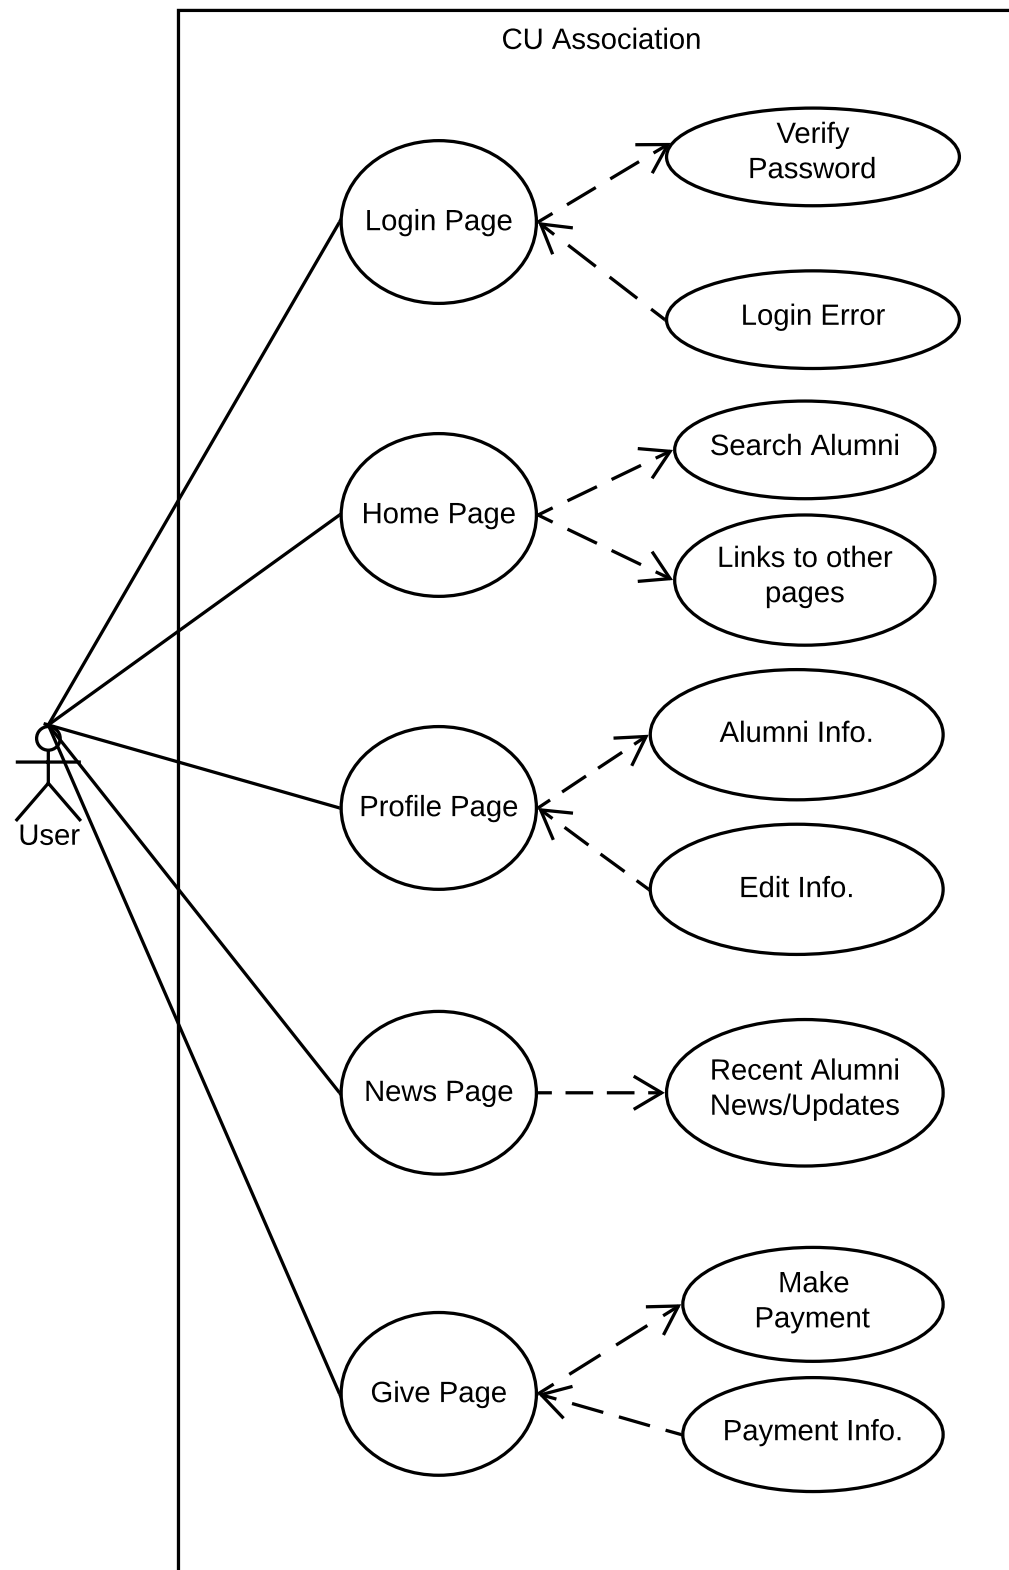 CU Association
Verify
Password
Login Page
Login Error
Search Alumni
Home Page
Links to other
pages
Alumni Info.
Profile Page
User
Edit Info.
Recent Alumni
News Page
News/Updates
Make
Payment
Give Page
Payment Info.